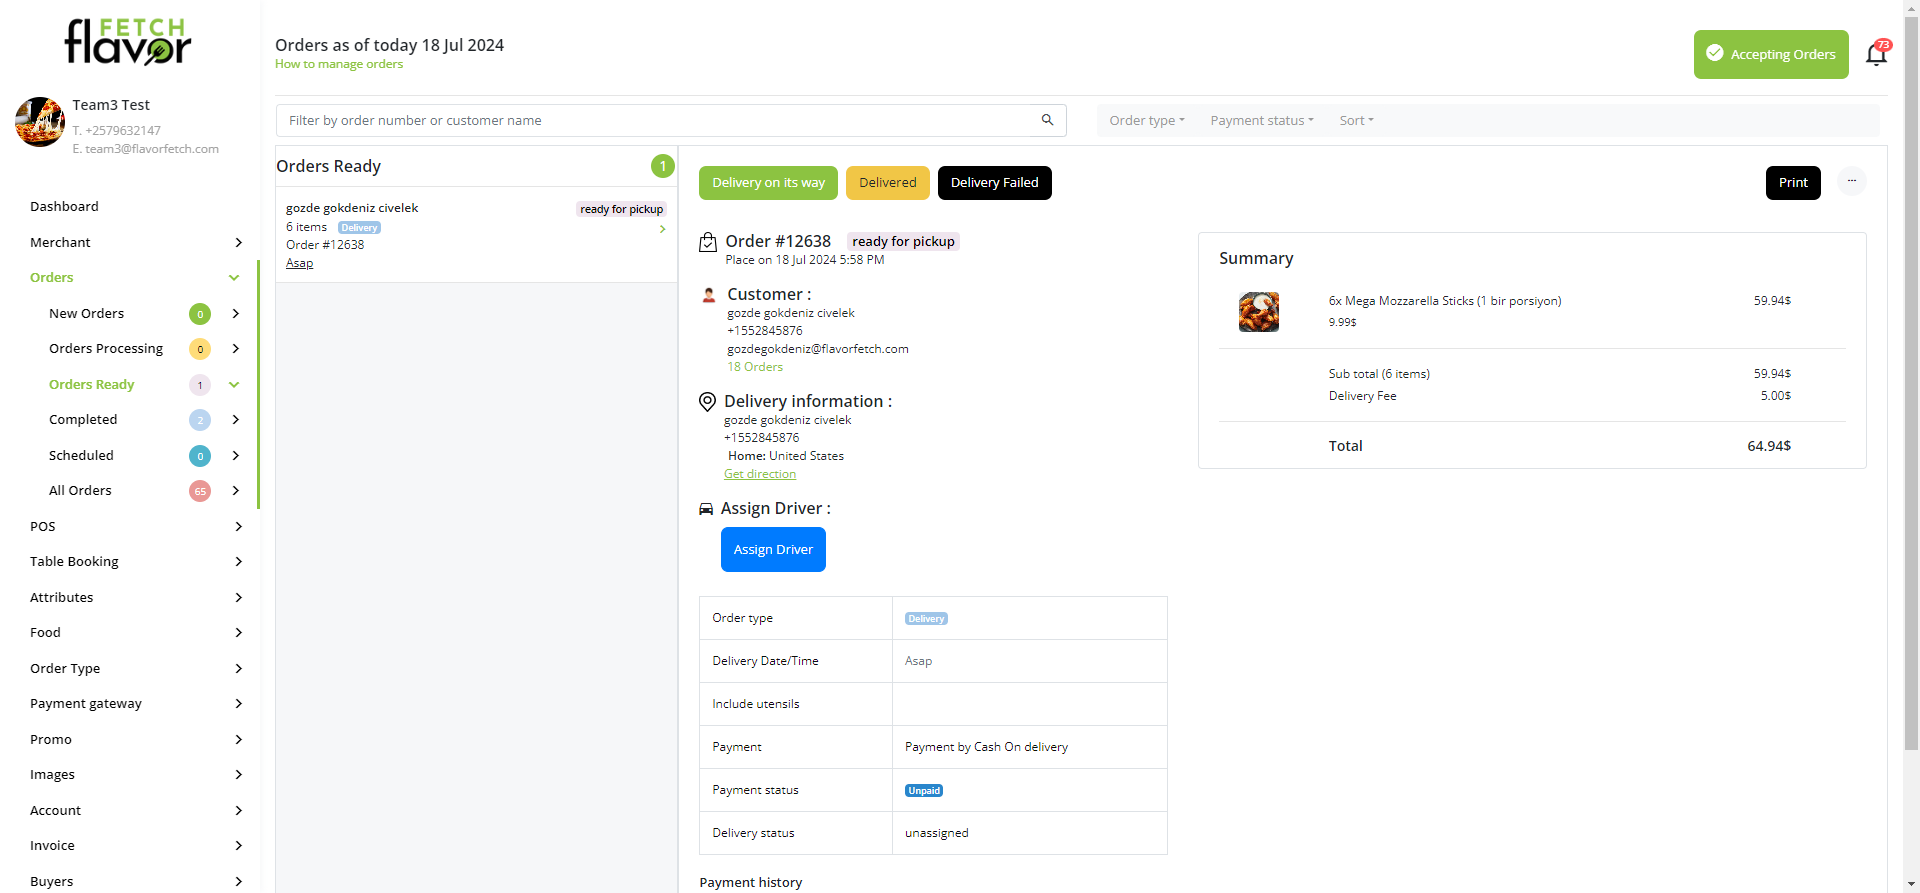 FETCH
flavor
Team3 Test
T. +2579632147
E. team3@flavorfetch.com
Dashboard
Merchant
Orders
New Orders 0
Orders Processing 0
Orders Ready 1
Completed 2
Scheduled 0
All Orders 65
POS
Table Booking
Attributes
Food
Order Type
Payment gateway
Promo
Images
Account
Invoice
Buyers
Orders as of today 18 Jul 2024
How to manage orders
Accepting Orders
73
Filter by order number or customer name
Order type Payment status Sort
Orders Ready 1
gozde gokdeniz civelek ready for pickup
6 items Delivery
Order #12638
Asap
Delivery on its way Delivered Delivery Failed Print ...
Order #12638 ready for pickup
Place on 18 Jul 2024 5:58 PM
Customer :
gozde gokdeniz civelek
+1552845876
gozdegokdeniz@flavorfetch.com
18 Orders
Delivery information :
gozde gokdeniz civelek
+1552845876
Home: United States
Get direction
Assign Driver :
Assign Driver
Order type Delivery
Delivery Date/Time Asap
Include utensils
Payment Payment by Cash On delivery
Payment status Unpaid
Delivery status unassigned
Payment history
Summary
6x Mega Mozzarella Sticks (1 bir porsiyon) 59.94$
9.99$
Sub total (6 items) 59.94$
Delivery Fee 5.00$
Total 64.94$